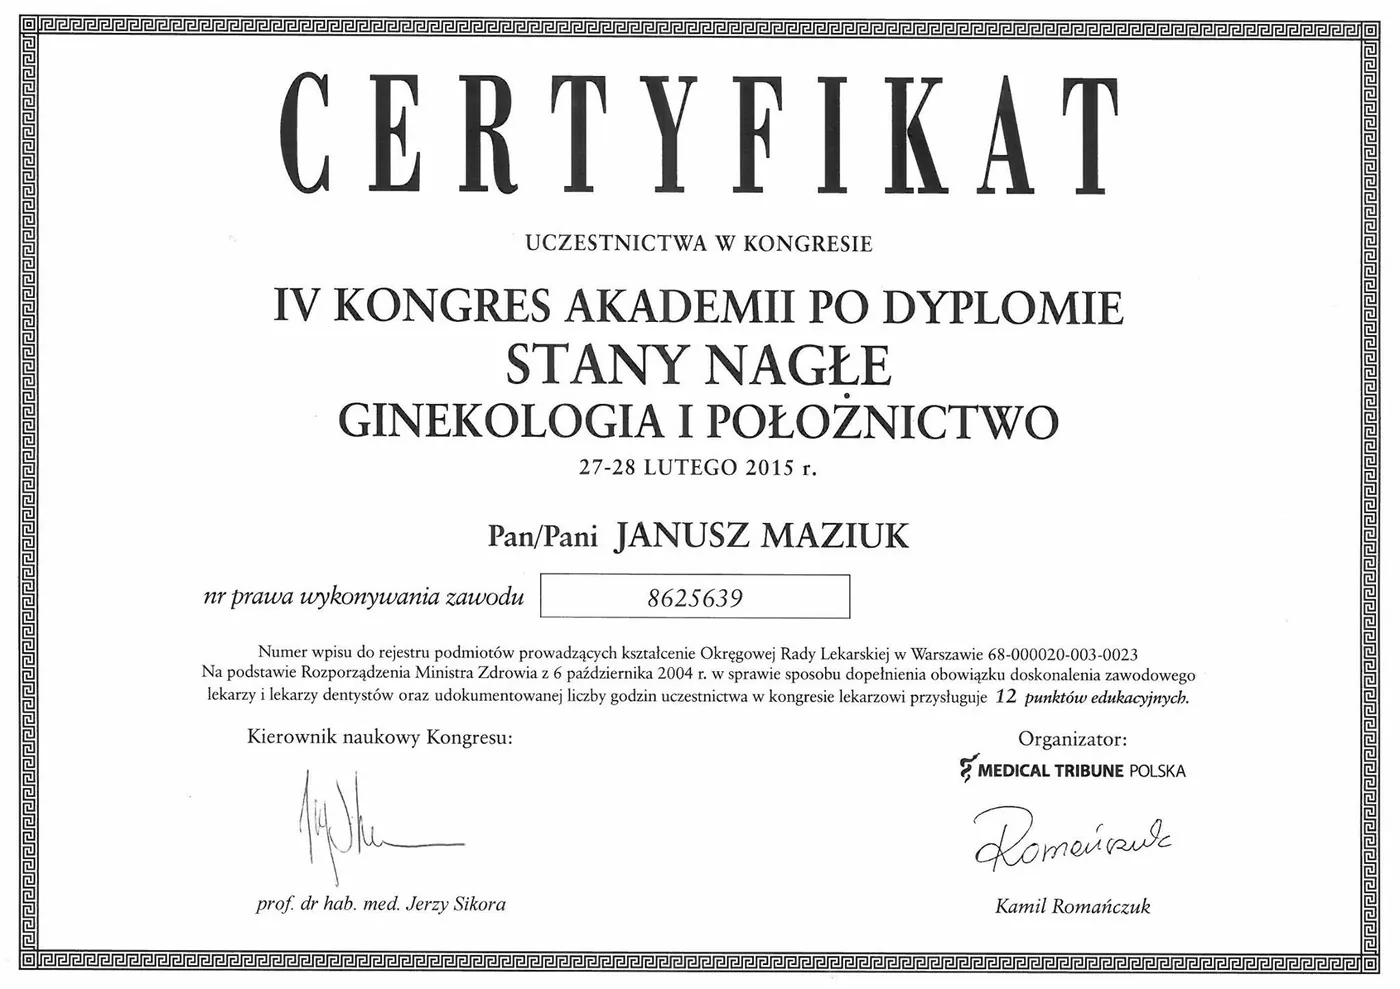 CERTYFIKAT
UCZESTNICTWA W KONGRESIE
IV KONGRES AKADEMII PO DYPLOMIE
STANY NAGŁE
GINEKOLOGIA I POŁOŻNICTWO
27-28 LUTEGO 2015 r.
Pan/Pani JANUSZ MAZIUK
nr prawa wykonywania zawodu 8625639
Numer wpisu do rejestru podmiotów prowadzących kształcenie Okręgowej Rady Lekarskiej w Warszawie 68-000020-003-0023
Na podstawie Rozporządzenia Ministra Zdrowia z 6 października 2004 r. w sprawie sposobu dopełnienia obowiązku doskonalenia zawodowego
lekarzy i lekarzy dentystów oraz udokumentowanej liczby godzin uczestnictwa w kongresie lekarzowi przysługuje 12 punktów edukacyjnych.
Kierownik naukowy Kongresu:
Organizator:
MEDICAL TRIBUNE POLSKA
Romańczuk
prof. dr hab. med. Jerzy Sikora
Kamil Romańczuk